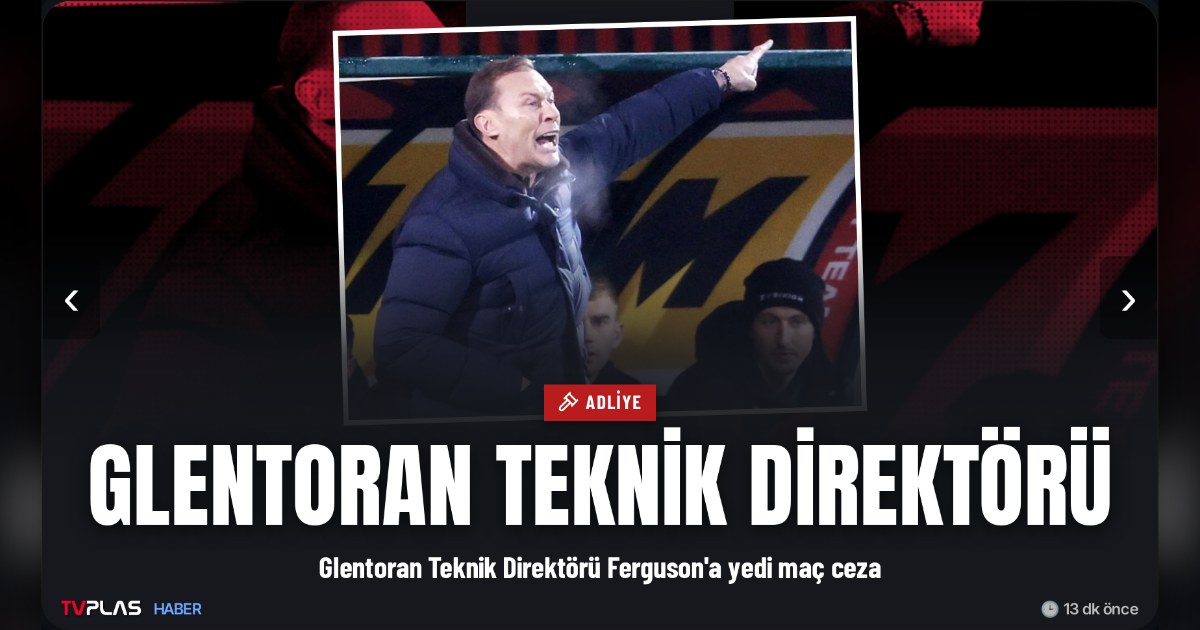 ADLİYE
GLENTORAN TEKNİK DİREKTÖRÜ
Glentoran Teknik Direktörü Ferguson'a yedi maç ceza
TVPLAS HABER
13 dk önce